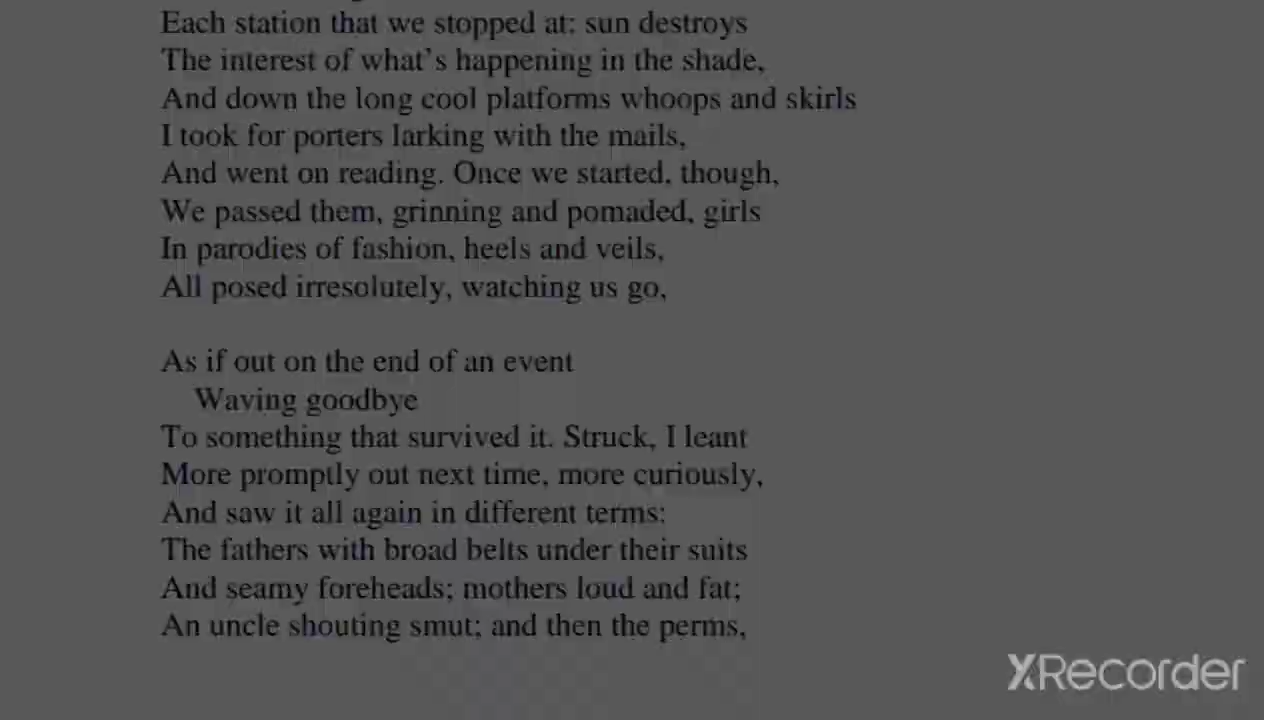 Each station that we stopped at: sun destroys
The interest of what's happening in the shade,
And down the long cool platforms whoops and skirls
I took for porters larking with the mails,
And went on reading. Once we started, though,
We passed them, grinning and pomaded, girls
In parodies of fashion, heels and veils,
All posed irresolutely, watching us go,
As if out on the end of an event
Waving goodbye
To something that survived it. Struck, I leant
More promptly out next time, more curiously,
And saw it all again in different terms:
The fathers with broad belts under their suits
And seamy foreheads; mothers loud and fat;
An uncle shouting smut; and then the perms,
XRecorder